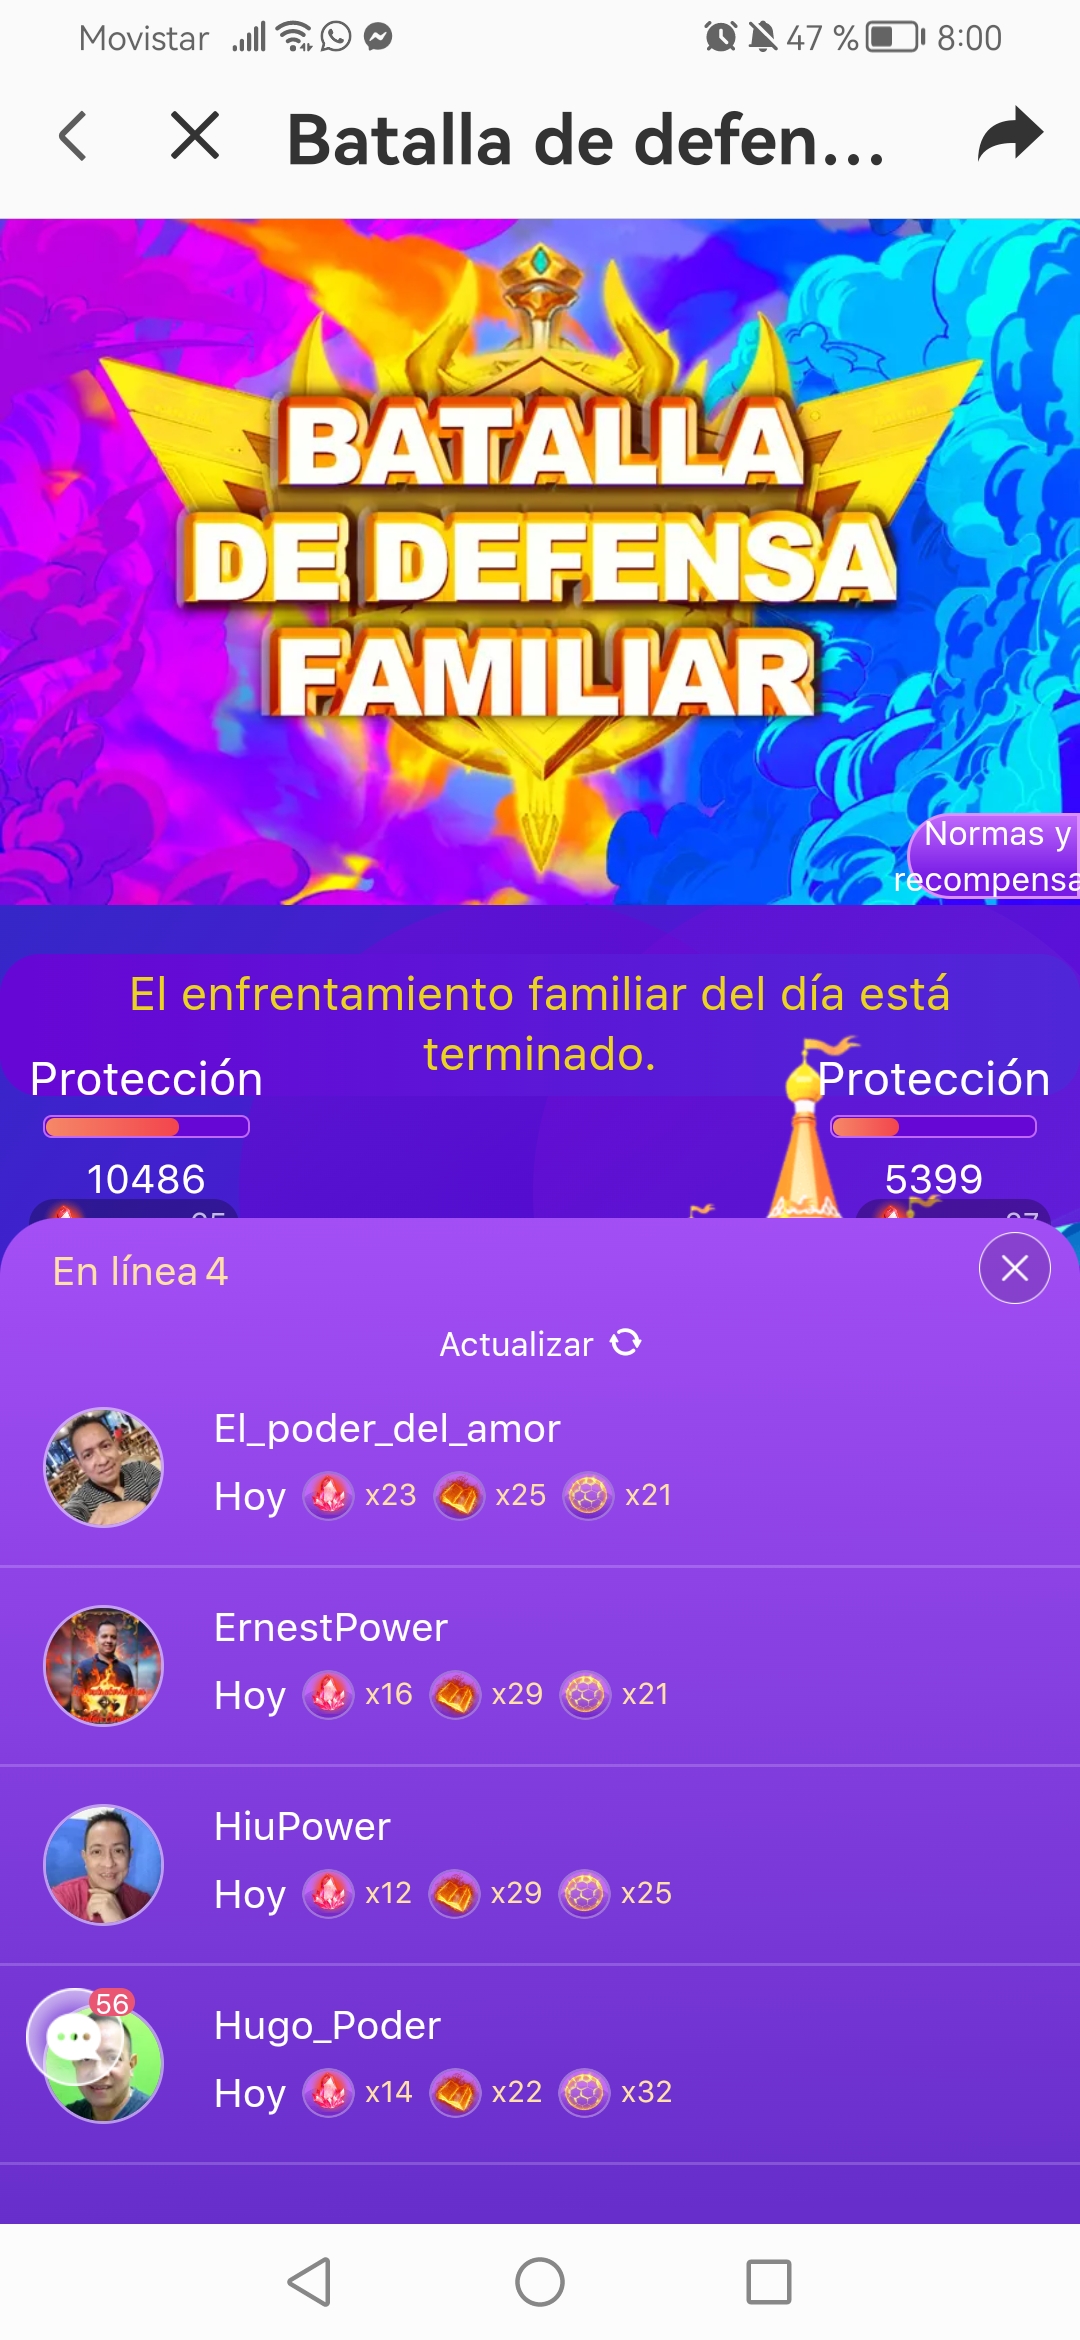 Movistar 47 % 8:00
Batalla de defen...
BATALLA
DE DEFENSA
FAMILIAR
Normas y
recompensa
El enfrentamiento familiar del día está
terminado.
Protección Protección
10486 5399
En línea 4
Actualizar
El_poder_del_amor
Hoy x23 x25 x21
ErnestPower
Hoy x16 x29 x21
HiuPower
Hoy x12 x29 x25
56
Hugo_Poder
Hoy x14 x22 x32